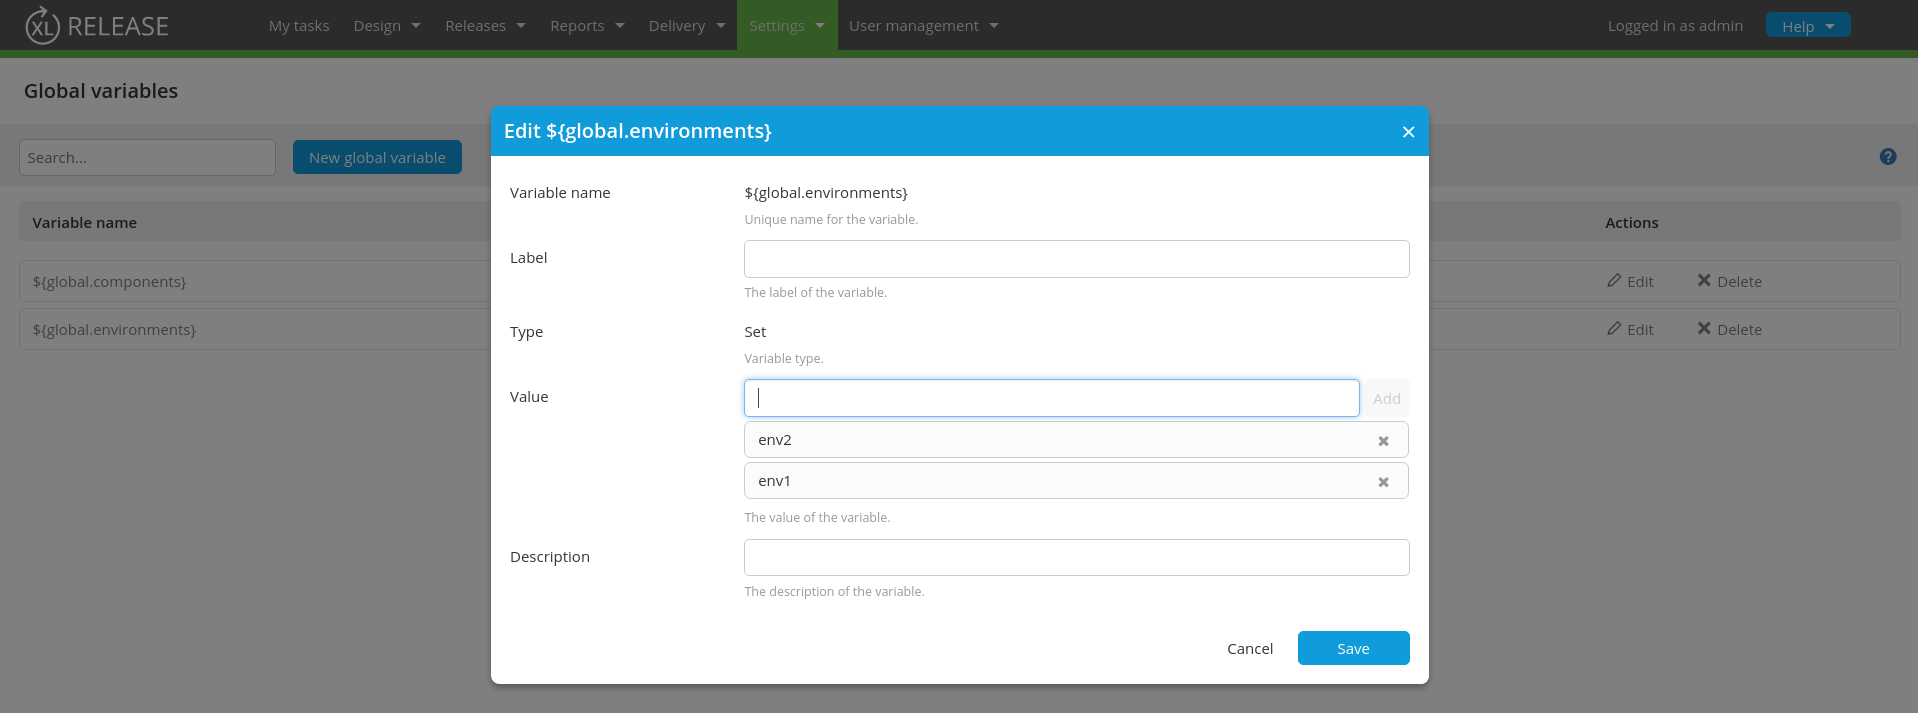 XL RELEASE My tasks Design Releases Reports Delivery Settings User management Logged in as admin Help
Global variables
Edit ${global.environments}
Search... New global variable
Variable name ${global.environments}
Unique name for the variable.
Variable name Actions
Label
${global.components} Edit Delete
The label of the variable.
${global.environments} Edit Delete
Type Set
Variable type.
Value Add
env2
env1
The value of the variable.
Description
The description of the variable.
Cancel Save